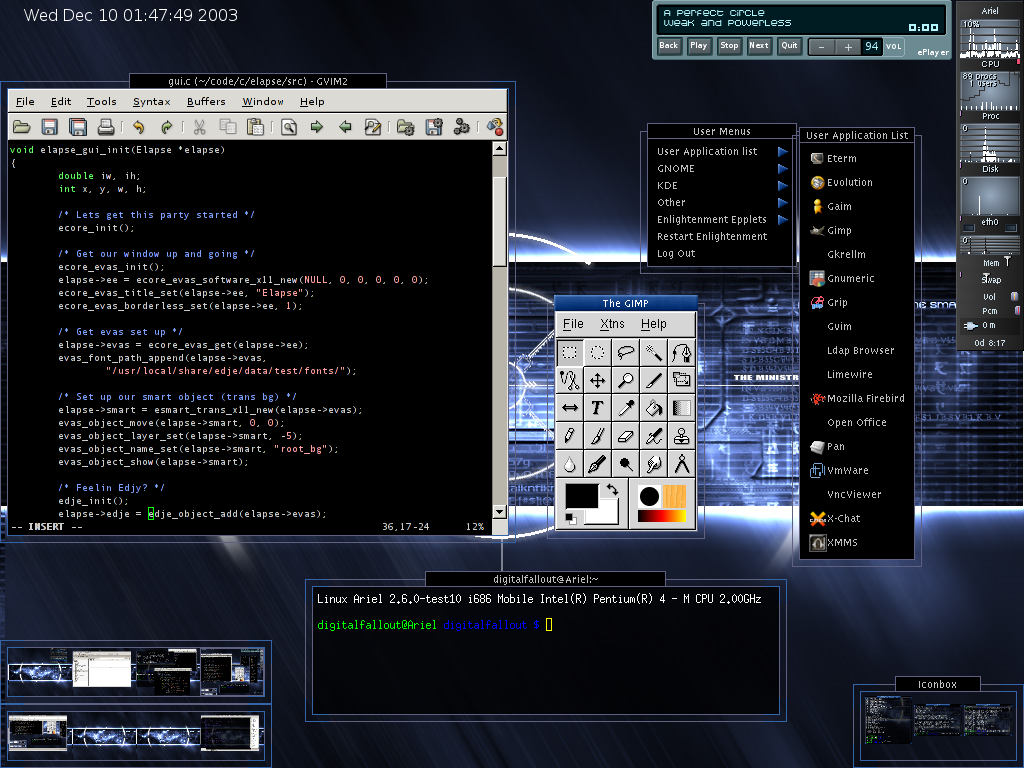 Wed Dec 10 01:47:49 2003
A Perfect Circle
Weak and Powerless
0:00
Back Play Stop Next Quit - + 94 VOL
ePlayer
Ariel
10%
CPU
89 procs
1 users
Proc
0
Disk
0
eth0
0
Mem
Swap
Vol
Pcm
0 m
0d 8:17
gui.c (~/code/c/elapse/src) - GVIM2
File Edit Tools Syntax Buffers Window Help
void elapse_gui_init(Elapse *elapse)
{
double iw, ih;
int x, y, w, h;
/* Lets get this party started */
ecore_init();
/* Get our window up and going */
ecore_evas_init();
elapse->ee = ecore_evas_software_x11_new(NULL, 0, 0, 0, 0, 0);
ecore_evas_title_set(elapse->ee, "Elapse");
ecore_evas_borderless_set(elapse->ee, 1);
/* Get evas set up */
elapse->evas = ecore_evas_get(elapse->ee);
evas_font_path_append(elapse->evas,
"/usr/local/share/edje/data/test/fonts/");
/* Set up our smart object (trans bg) */
elapse->smart = esmart_trans_x11_new(elapse->evas);
evas_object_move(elapse->smart, 0, 0);
evas_object_layer_set(elapse->smart, -5);
evas_object_name_set(elapse->smart, "root_bg");
evas_object_show(elapse->smart);
/* Feelin Edjy? */
edje_init();
elapse->edje = edje_object_add(elapse->evas);
-- INSERT -- 36,17-24 12%
User Menus
User Application list
GNOME
KDE
Other
Enlightenment Epplets
Restart Enlightenment
Log Out
User Application List
Eterm
Evolution
Gaim
Gimp
Gkrellm
Gnumeric
Grip
Gvim
Ldap Browser
Limewire
Mozilla Firebird
Open Office
Pan
VmWare
VncViewer
X-Chat
XMMS
The GIMP
File Xtns Help
THE MINISTR
digitalfallout@Ariel:~
Linux Ariel 2.6.0-test10 i686 Mobile Intel(R) Pentium(R) 4 - M CPU 2.00GHz
digitalfallout@Ariel digitalfallout $
Iconbox